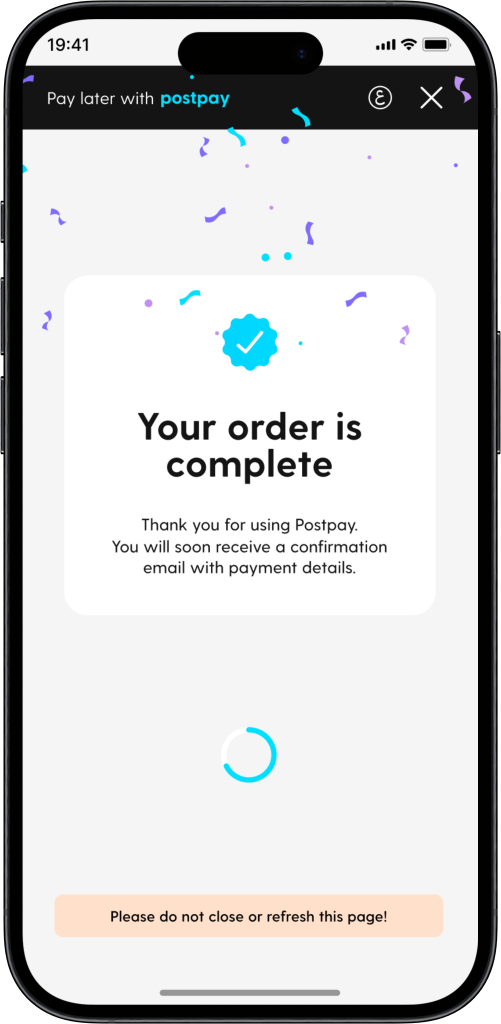 19:41
Pay later with postpay
ع
Your order is
complete
Thank you for using Postpay.
You will soon receive a confirmation
email with payment details.
Please do not close or refresh this page!